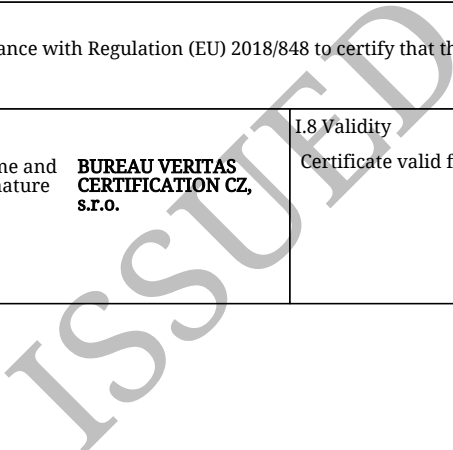 ance with Regulation (EU) 2018/848 to certify that th
I.8 Validity
Certificate valid f
me and
nature
BUREAU VERITAS
CERTIFICATION CZ,
s.r.o.
ISSUED